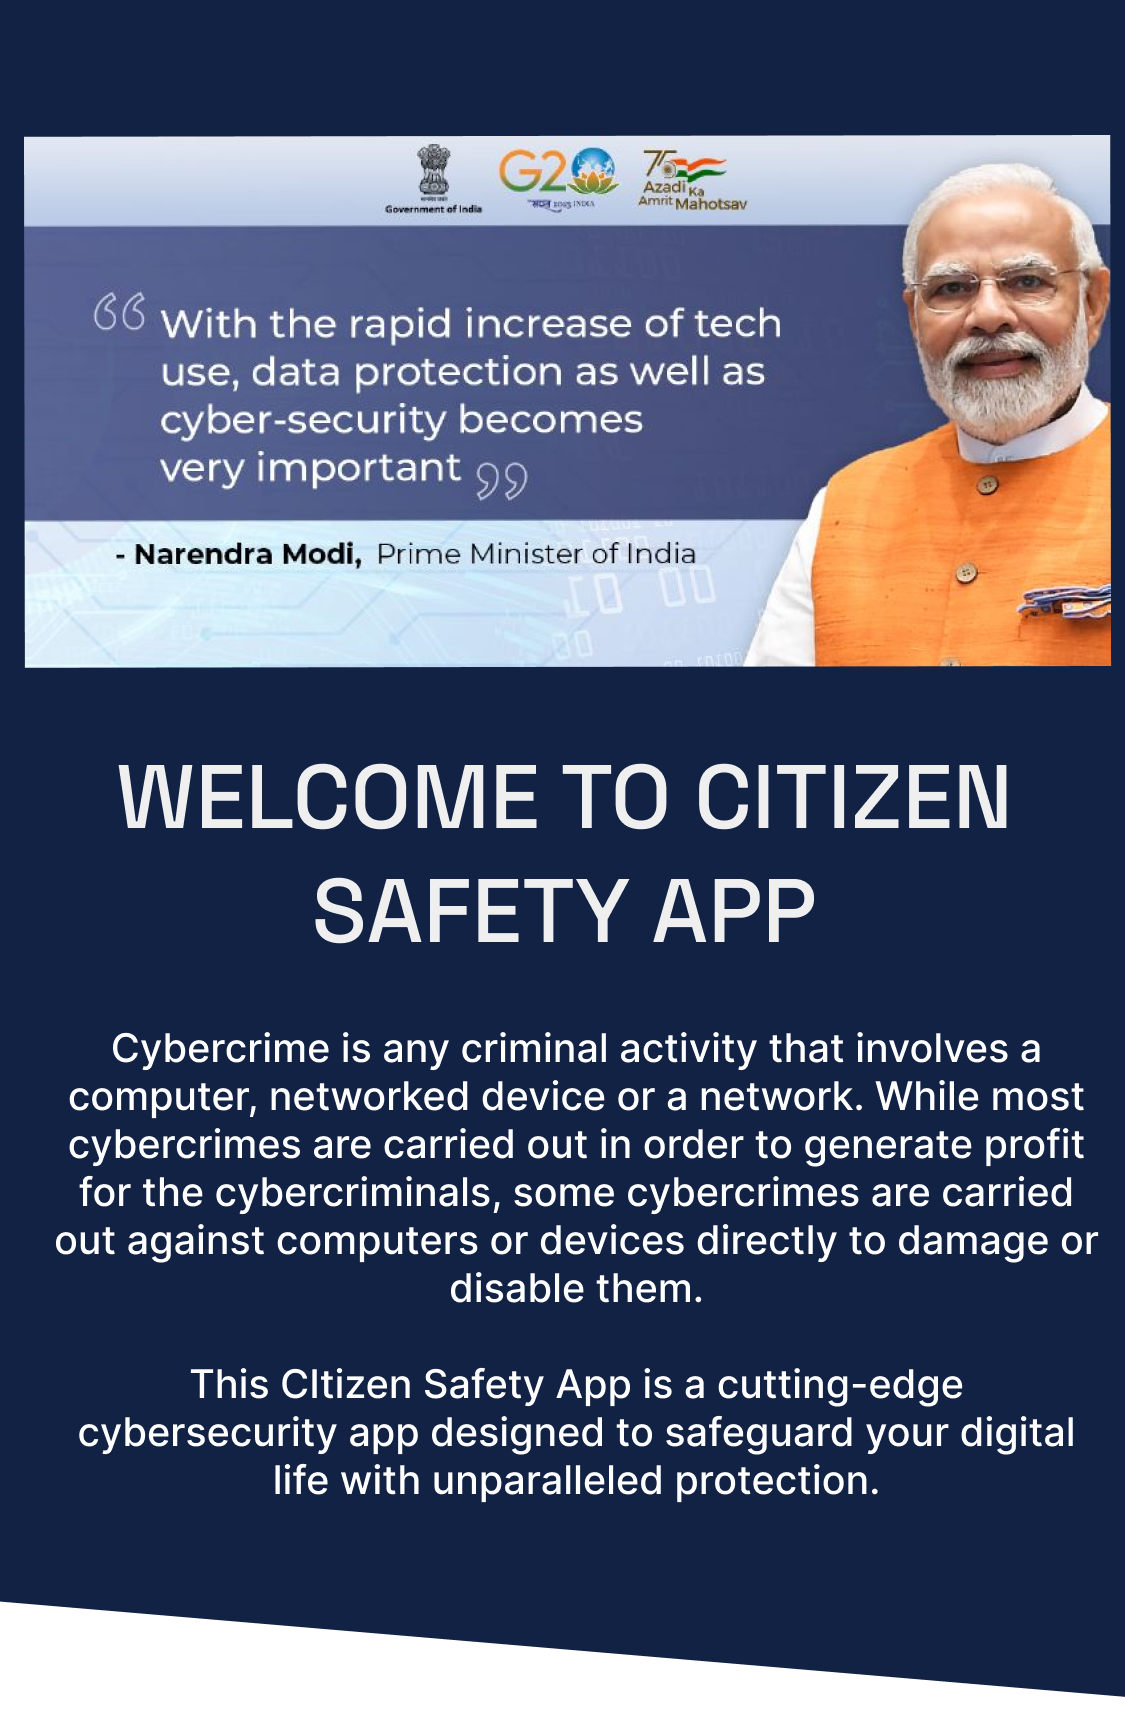 Government of India
G20
2023 INDIA
75
Azadi Ka
Amrit Mahotsav
“ With the rapid increase of tech
use, data protection as well as
cyber-security becomes
very important ”
- Narendra Modi, Prime Minister of India
WELCOME TO CITIZEN
SAFETY APP
Cybercrime is any criminal activity that involves a
computer, networked device or a network. While most
cybercrimes are carried out in order to generate profit
for the cybercriminals, some cybercrimes are carried
out against computers or devices directly to damage or
disable them.
This CItizen Safety App is a cutting-edge
cybersecurity app designed to safeguard your digital
life with unparalleled protection.